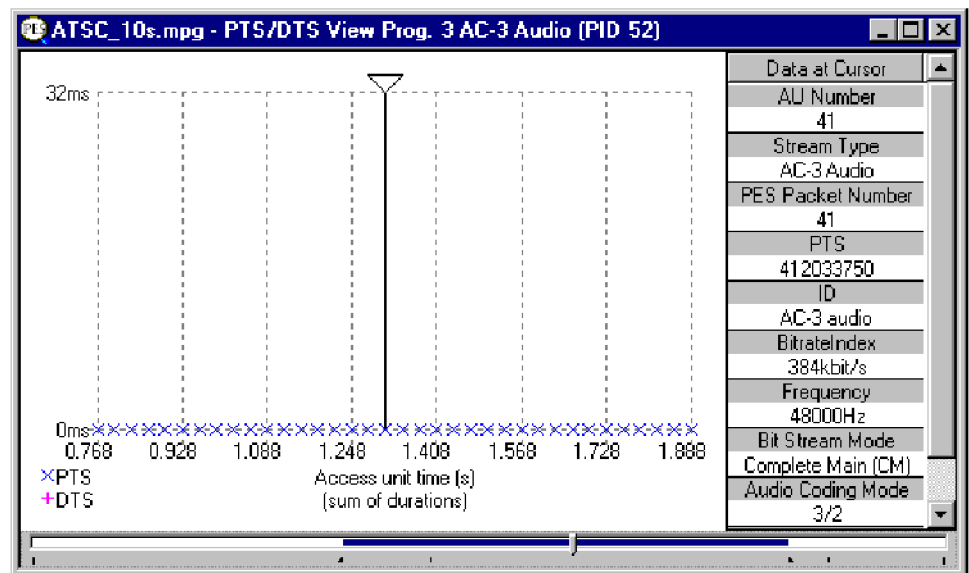 PES ATSC_10s.mpg - PTS/DTS View Prog. 3 AC-3 Audio (PID 52)
32ms
0ms
0.768 0.928 1.088 1.248 1.408 1.568 1.728 1.888
×PTS
+DTS
Access unit time (s)
(sum of durations)
Data at Cursor
AU Number
41
Stream Type
AC-3 Audio
PES Packet Number
41
PTS
412033750
ID
AC-3 audio
BitrateIndex
384kbit/s
Frequency
48000Hz
Bit Stream Mode
Complete Main (CM)
Audio Coding Mode
3/2